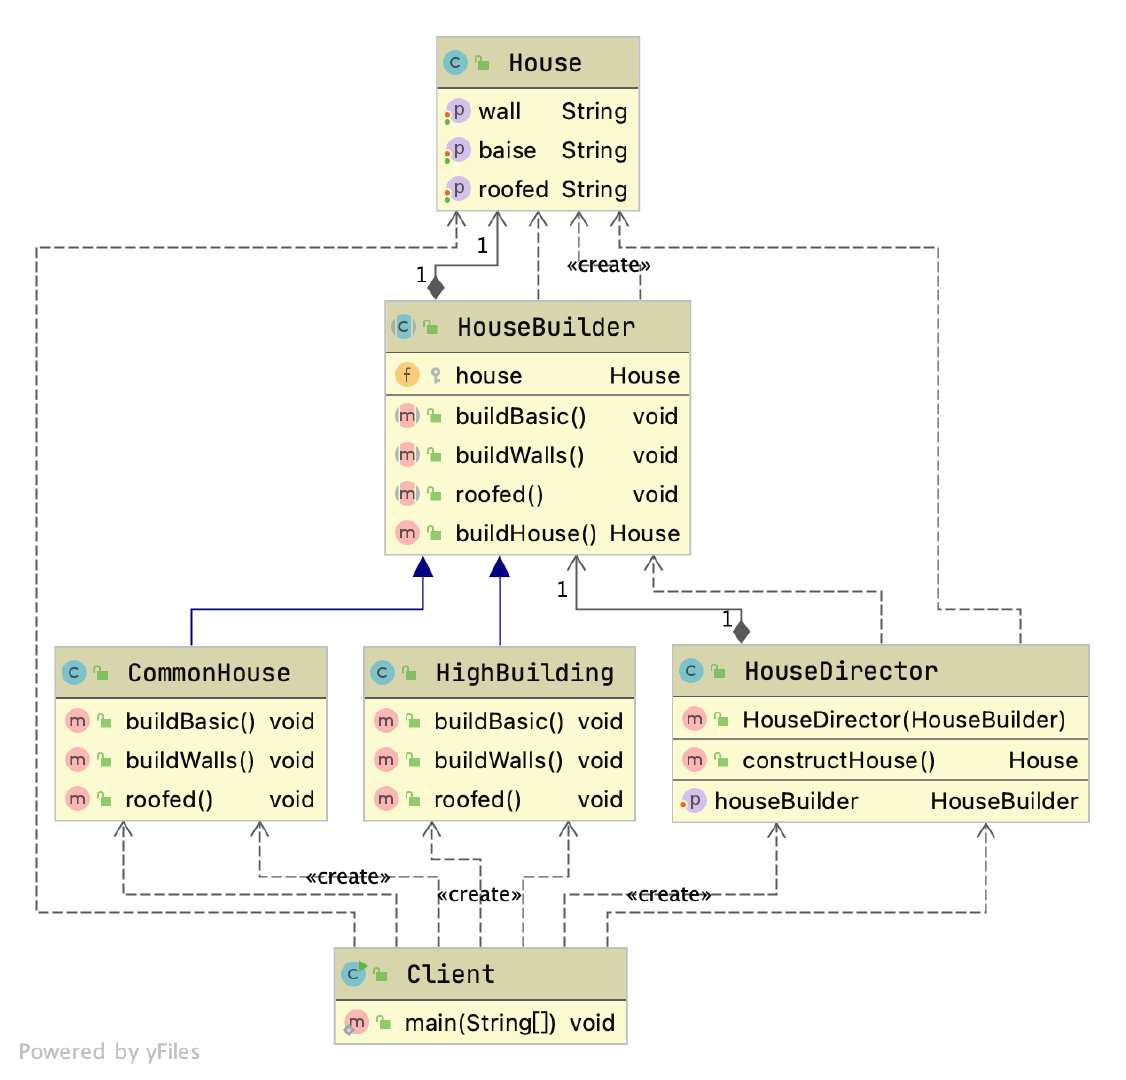 House
wall String
baise String
roofed String
1
1
«create»
HouseBuilder
house House
buildBasic() void
buildWalls() void
roofed() void
buildHouse() House
1
1
CommonHouse
buildBasic() void
buildWalls() void
roofed() void
HighBuilding
buildBasic() void
buildWalls() void
roofed() void
HouseDirector
HouseDirector(HouseBuilder)
constructHouse() House
houseBuilder HouseBuilder
«create»
«create»
«create»
Client
main(String[]) void
Powered by yFiles